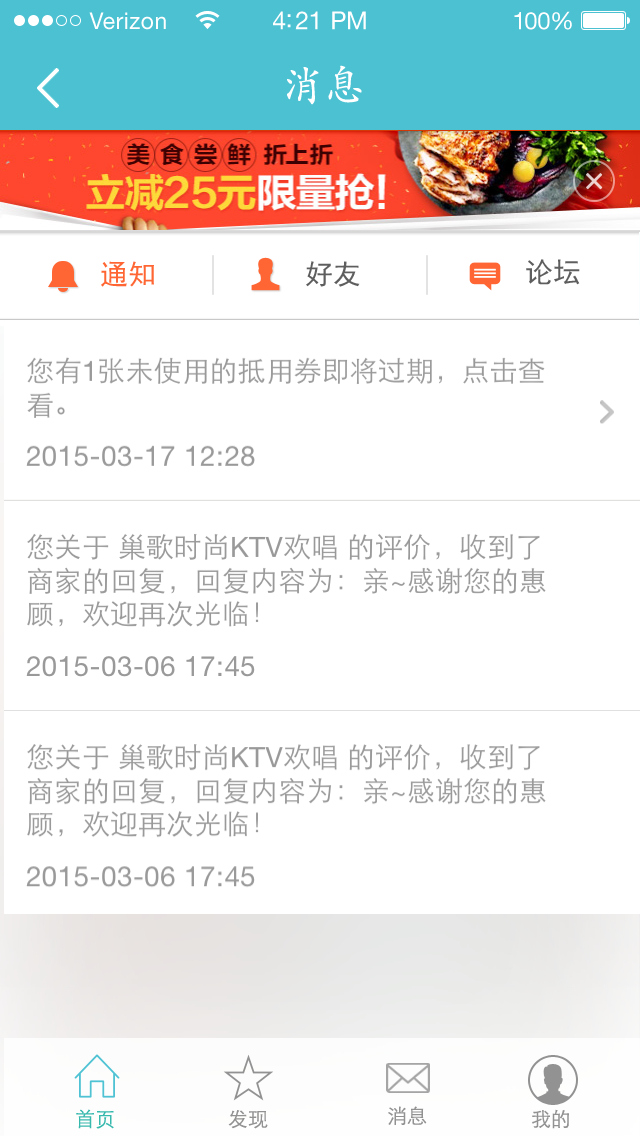 Verizon 4:21 PM 100%
消息
美食尝鲜 折上折
立减25元限量抢!
通知 好友 论坛
您有1张未使用的抵用券即将过期，点击查
看。
2015-03-17 12:28
您关于 巢歌时尚KTV欢唱 的评价，收到了
商家的回复，回复内容为：亲~感谢您的惠
顾，欢迎再次光临！
2015-03-06 17:45
您关于 巢歌时尚KTV欢唱 的评价，收到了
商家的回复，回复内容为：亲~感谢您的惠
顾，欢迎再次光临！
2015-03-06 17:45
首页 发现 消息 我的